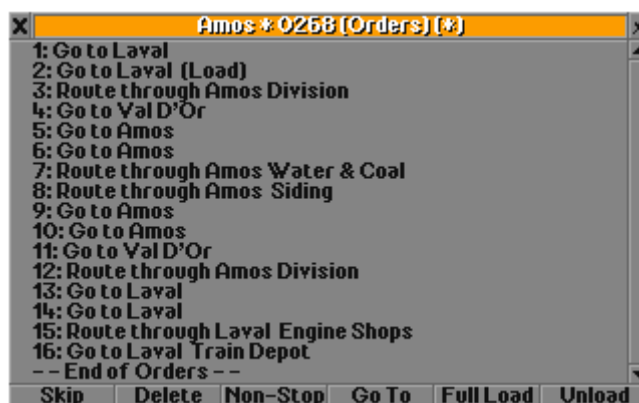 Amos * 0268 (Orders) (*)
1: Go to Laval
2: Go to Laval (Load)
3: Route through Amos Division
4: Go to Val D'Or
5: Go to Amos
6: Go to Amos
7: Route through Amos Water & Coal
8: Route through Amos Siding
9: Go to Amos
10: Go to Amos
11: Go to Val D'Or
12: Route through Amos Division
13: Go to Laval
14: Go to Laval
15: Route through Laval Engine Shops
16: Go to Laval Train Depot
- - End of Orders - -
Skip Delete Non-Stop Go To Full Load Unload